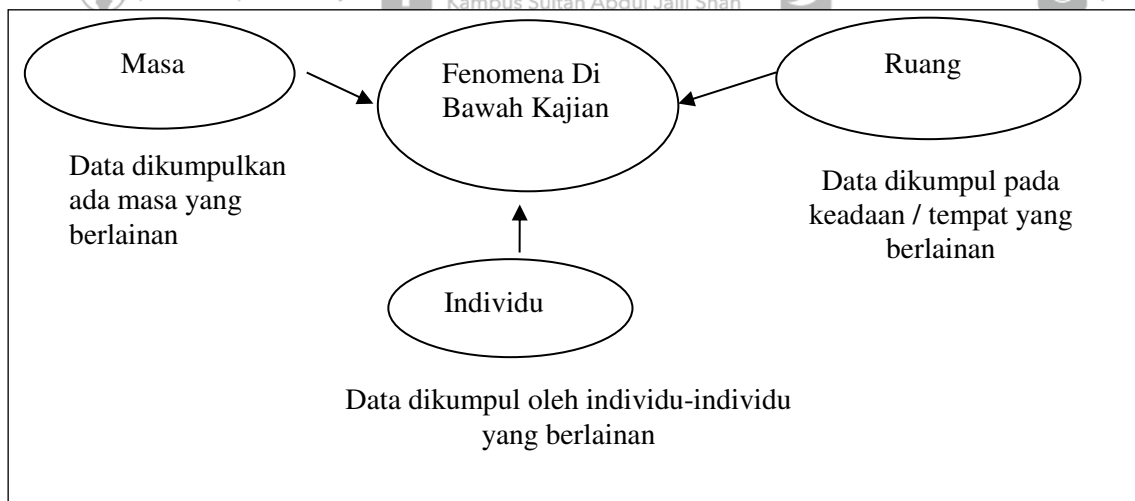 Kampus Sultan Abdul Jalil Shah
Masa
Fenomena Di
Bawah Kajian
Ruang
Data dikumpulkan
ada masa yang
berlainan
Data dikumpul pada
keadaan / tempat yang
berlainan
Individu
Data dikumpul oleh individu-individu
yang berlainan